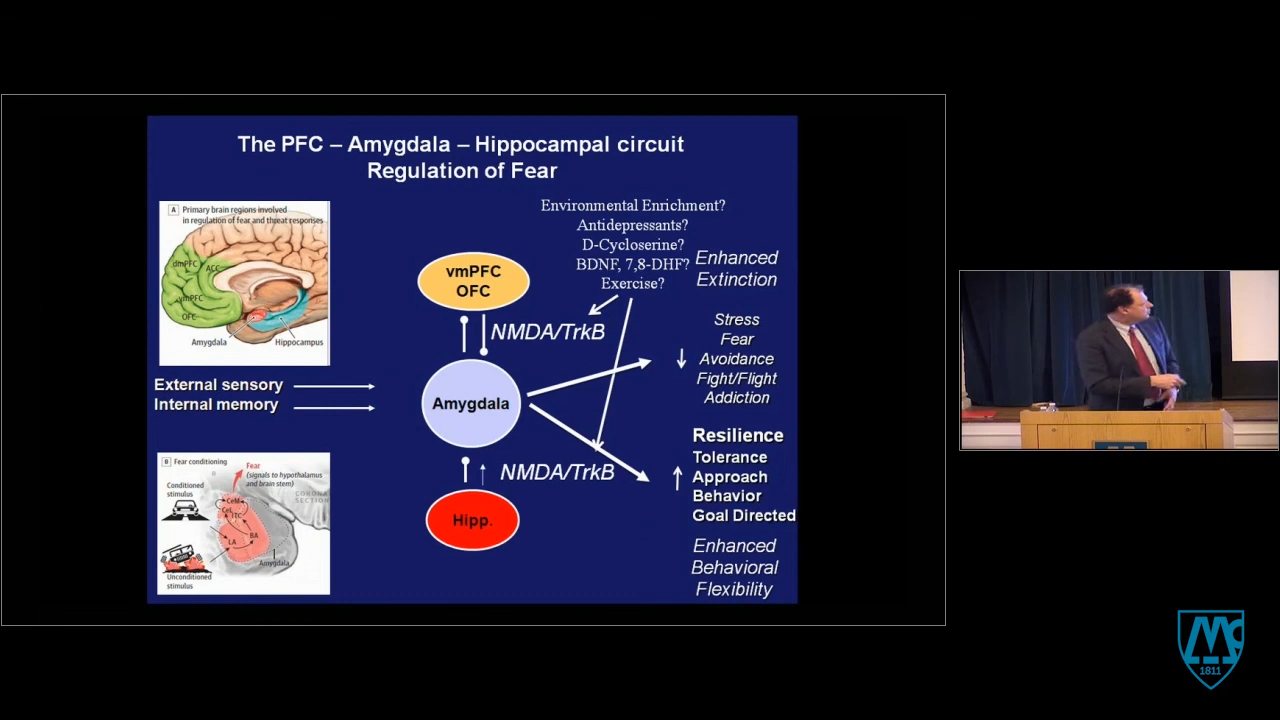 The PFC – Amygdala – Hippocampal circuit
Regulation of Fear
A Primary brain regions involved
in regulation of fear and threat responses
dmPFC
ACC
vmPFC
OFC
Amygdala
Hippocampus
Environmental Enrichment?
Antidepressants?
D-Cycloserine?
BDNF, 7,8-DHF?
Exercise?
Enhanced
Extinction
vmPFC
OFC
NMDA/TrkB
Stress
Fear
Avoidance
Fight/Flight
Addiction
External sensory
Internal memory
Amygdala
Resilience
Tolerance
Approach
Behavior
Goal Directed
NMDA/TrkB
Hipp.
Enhanced
Behavioral
Flexibility
B Fear conditioning
Fear
(signals to hypothalamus
and brain stem)
Conditioned
stimulus
CORONAL
SECTION
CeM
CeL
ITC
LA
BA
Amygdala
Unconditioned
stimulus
1811